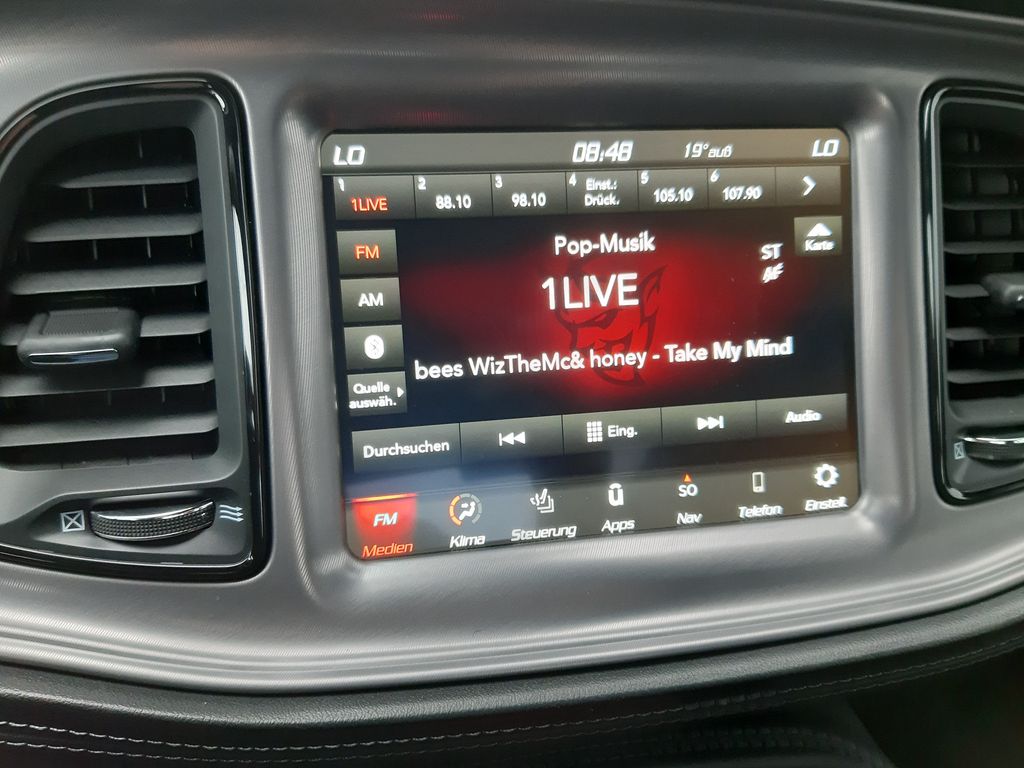 LO 08:48 19° auß LO
1 1LIVE
2 88.10
3 98.10
4 Einst.: Drück.
5 105.10
6 107.90
FM
Pop-Musik
ST
Karte
AM
1LIVE
bees WizTheMc& honey - Take My Mind
Quelle
auswäh.
Durchsuchen
Eing.
Audio
FM
Medien
Klima
Steuerung
Apps
SO
Nav
Telefon
Einstell.